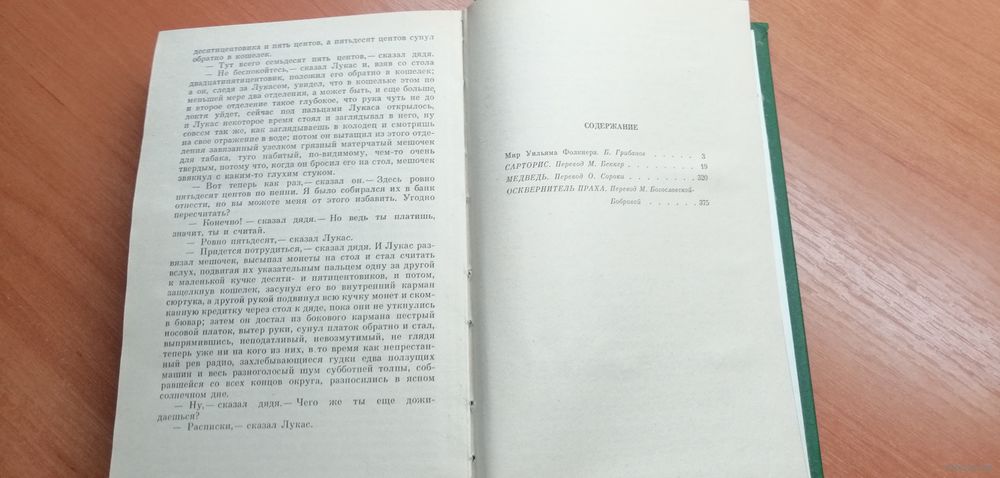 десятицентовика и пять центов, а пятьдесят центов сунул
обратно в кошелек.
— Тут всего семьдесят пять центов,— сказал дядя.
— Не беспокойтесь,— сказал Лукас и, взяв со стола
двадцатипятицентовик, положил его обратно в кошелек;
а он, следя за Лукасом, увидел, что в кошельке этом по
меньшей мере два отделения, а может быть, и еще больше,
и второе отделение такое глубокое, что рука чуть не до
локтя уйдет, сейчас под пальцами Лукаса открылось,
и Лукас некоторое время стоял и заглядывал в него, ну
совсем так же, как заглядываешь в колодец и смотришь
на свое отражение в воде; потом он вытащил из этого отде-
ления завязанный узелком грязный матерчатый мешочек
для табака, туго набитый, по-видимому, чем-то очень
твердым, потому что, когда он бросил его на стол, мешочек
звякнул с каким-то глухим стуком.
— Вот теперь как раз,— сказал он.— Здесь ровно
пятьдесят центов по пенни. Я было собирался их в банк
отнести, но вы можете меня от этого избавить. Угодно
пересчитать?
— Конечно! — сказал дядя.— Но ведь ты платишь,
значит, ты и считай.
— Ровно пятьдесят,— сказал Лукас.
— Придется потрудиться,— сказал дядя. И Лукас раз-
вязал мешочек, высыпал монеты на стол и стал считать
вслух, подвигая их указательным пальцем одну за другой
к маленькой кучке десяти- и пятицентовиков, и потом,
защелкнув кошелек, засунул его во внутренний карман
сюртука, а другой рукой подвинул всю кучку монет и ском-
канную кредитку через стол к дяде, пока они не уткнулись
в бювар; затем он достал из бокового кармана пестрый
носовой платок, вытер руки, сунул платок обратно и стал,
выпрямившись, неподатливый, невозмутимый, не глядя
теперь уже ни на кого из них, в то время как непрестан-
ный рев радио, захлебывающиеся гудки едва ползущих
машин и весь разноголосый шум субботней толпы, соб-
равшейся со всех концов округа, разносились в ясном
солнечном дне.
— Ну,— сказал дядя.— Чего же ты еще дожи-
даешься?
— Расписки,— сказал Лукас.
СОДЕРЖАНИЕ
Мир Уильяма Фолкнера. Б. Грибанов . . . . . 3
САРТОРИС. Перевод М. Беккер . . . . . . . . 19
МЕДВЕДЬ. Перевод О. Сороки . . . . . . . . 320
ОСКВЕРНИТЕЛЬ ПРАХА. Перевод М. Богословской-
Бобровой . . . . . . 375